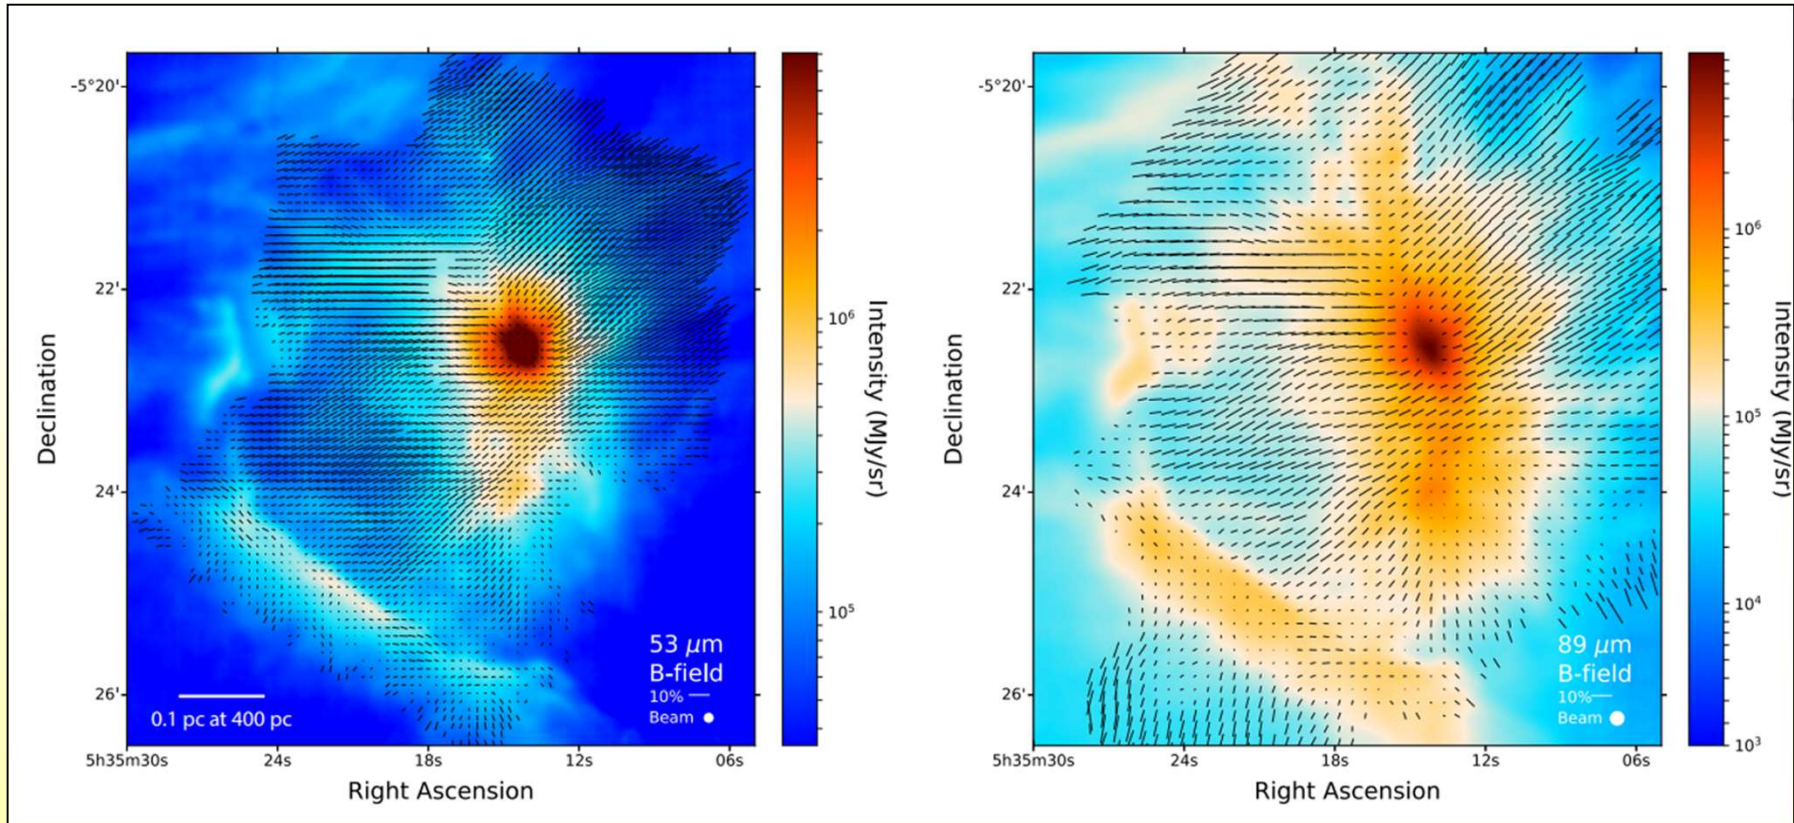 -5°20'
22'
24'
26'
5h35m30s
24s
18s
12s
06s
Declination
Right Ascension
0.1 pc at 400 pc
53 μm
B-field
10%
Beam
10⁶
10⁵
Intensity (MJy/sr)
-5°20'
22'
24'
26'
5h35m30s
24s
18s
12s
06s
Declination
Right Ascension
89 μm
B-field
10%
Beam
10⁶
10⁵
10⁴
10³
Intensity (MJy/sr)